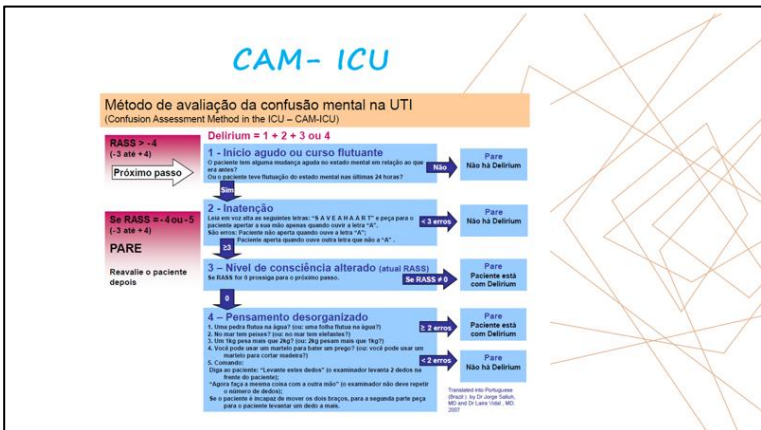 CAM- ICU
Método de avaliação da confusão mental na UTI
(Confusion Assessment Method in the ICU – CAM-ICU)
Delirium = 1 + 2 + 3 ou 4
RASS > -4
(-3 até +4)
Próximo passo
1 - Inicio agudo ou curso flutuante
O paciente tem alguma mudança aguda no estado mental em relação ao que
era antes?
Ou o paciente teve flutuação do estado mental nas últimas 24 horas?
Não
Pare
Não há Delirium
Sim
Se RASS = -4 ou -5
(-3 até +4)
PARE
Reavalie o paciente
depois
2 - Inatenção
Leia em voz alta as seguintes letras: "S A V E A H A A R T" e peça para o
paciente apertar a sua mão apenas quando ouvir a letra "A".
São erros: Paciente não aperta quando ouve a letra "A";
Paciente aperta quando ouve outra letra que não a "A" .
< 3 erros
Pare
Não há Delirium
≥3
3 – Nível de consciência alterado (atual RASS)
Se RASS for 0 prossiga para o próximo passo.
Se RASS ≠ 0
Pare
Paciente está
com Delirium
0
4 – Pensamento desorganizado
1. Uma pedra flutua na água? (ou: uma folha flutua na água?)
2. No mar tem peixes? (ou: no mar tem elefantes?)
3. Um 1kg pesa mais que 2kg? (ou: 2kg pesam mais que 1kg?)
4. Você pode usar um martelo para bater um prego? (ou: você pode usar um
martelo para cortar madeira?)
5. Comando:
Diga ao paciente: "Levante estes dedos" (o examinador levanta 2 dedos na
frente do paciente);
"Agora faça a mesma coisa com a outra mão" (o examinador não deve repetir
o número de dedos);
Se o paciente é incapaz de mover os dois braços, para a segunda parte peça
para o paciente levantar um dedo a mais.
≥ 2 erros
Pare
Paciente está
com Delirium
< 2 erros
Pare
Não há Delirium
Translated into Portuguese
(Brazil ) by Dr Jorge Salluh,
MD and Dr Laira Vidal , MD.
2007